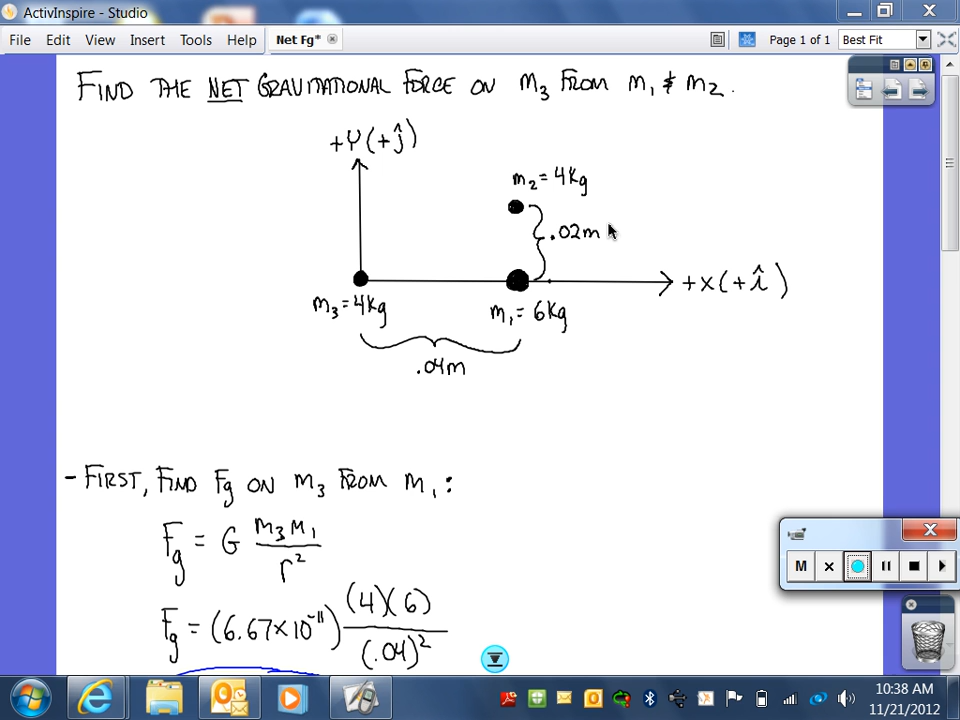 ActivInspire - Studio
File Edit View Insert Tools Help Net Fg* Page 1 of 1 Best Fit
FIND THE NET GRAVITATIONAL FORCE ON m₃ FROM m₁ & m₂.
+Y(+ĵ)
m₂ = 4Kg
.02m
+X(+î)
m₃=4Kg
m₁= 6Kg
.04m
- FIRST, FIND Fg ON m₃ FROM m₁:
Fg = G m₃m₁/r²
Fg = (6.67×10⁻¹¹) (4)(6)/(.04)²
M
10:38 AM
11/21/2012